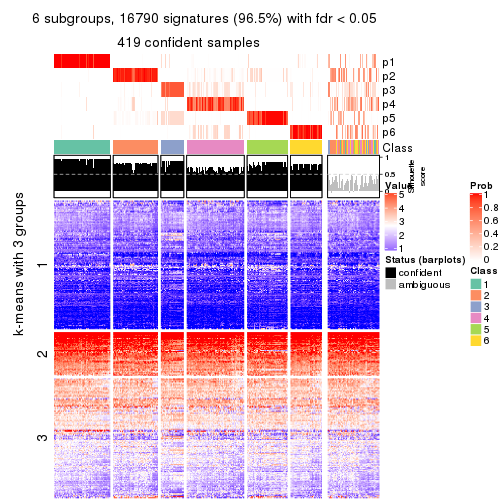 6 subgroups, 16790 signatures (96.5%) with fdr < 0.05
419 confident samples
p1
p2
p3
p4
p5
p6
Class
1
0.5
0
Silhouette
score
k-means with 3 groups
1
2
3
Value
5
4
3
2
1
Status (barplots)
confident
ambiguous
Prob
1
0.8
0.6
0.4
0.2
0
Class
1
2
3
4
5
6